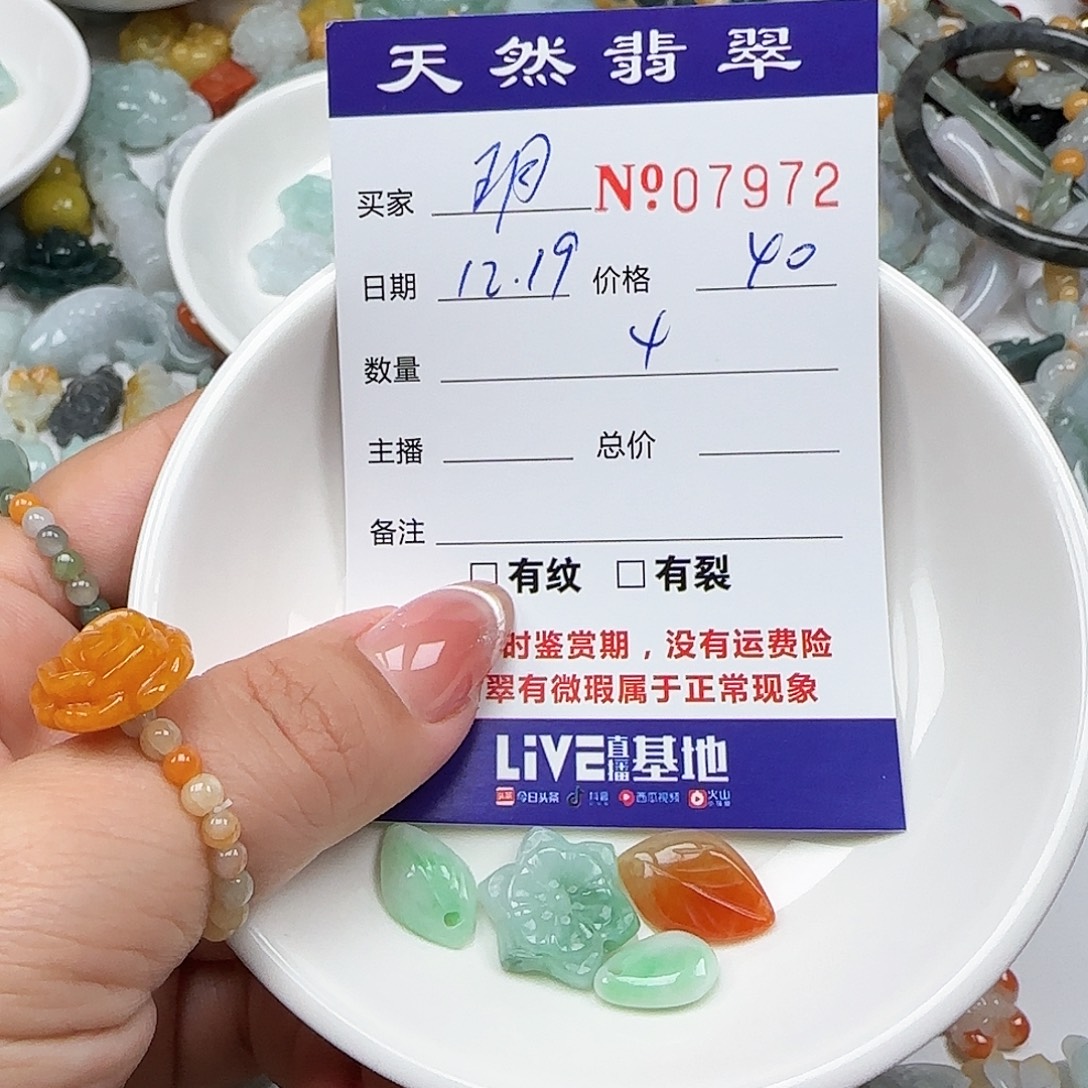 天然翡翠
买家 玥 №07972
日期 12.19 价格 40
数量 4
主播 总价
备注
□有纹 □有裂
时鉴赏期，没有运费险
翠有微瑕属于正常现象
LiVE直播基地
头条 今日头条 抖音 西瓜视频 火山